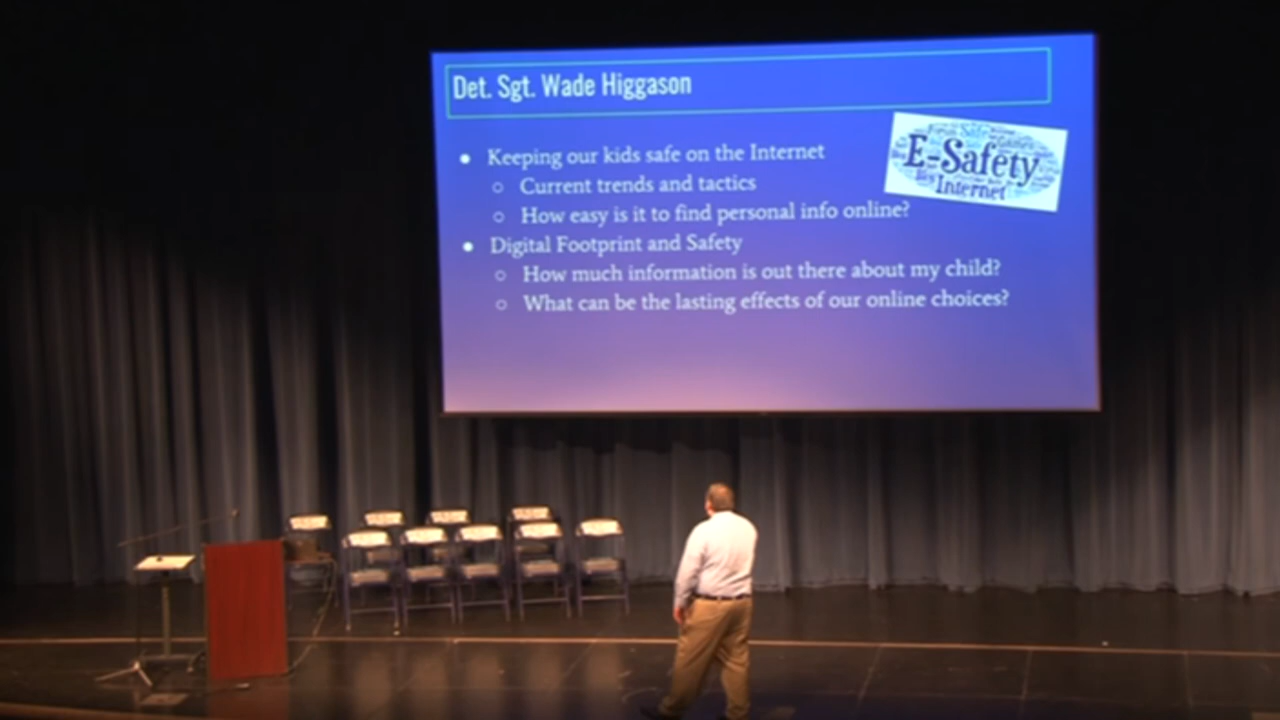 Det. Sgt. Wade Higgason
Keeping our kids safe on the Internet
Current trends and tactics
How easy is it to find personal info online?
Digital Footprint and Safety
How much information is out there about my child?
What can be the lasting effects of our online choices?
Safe
E-Safety
Internet